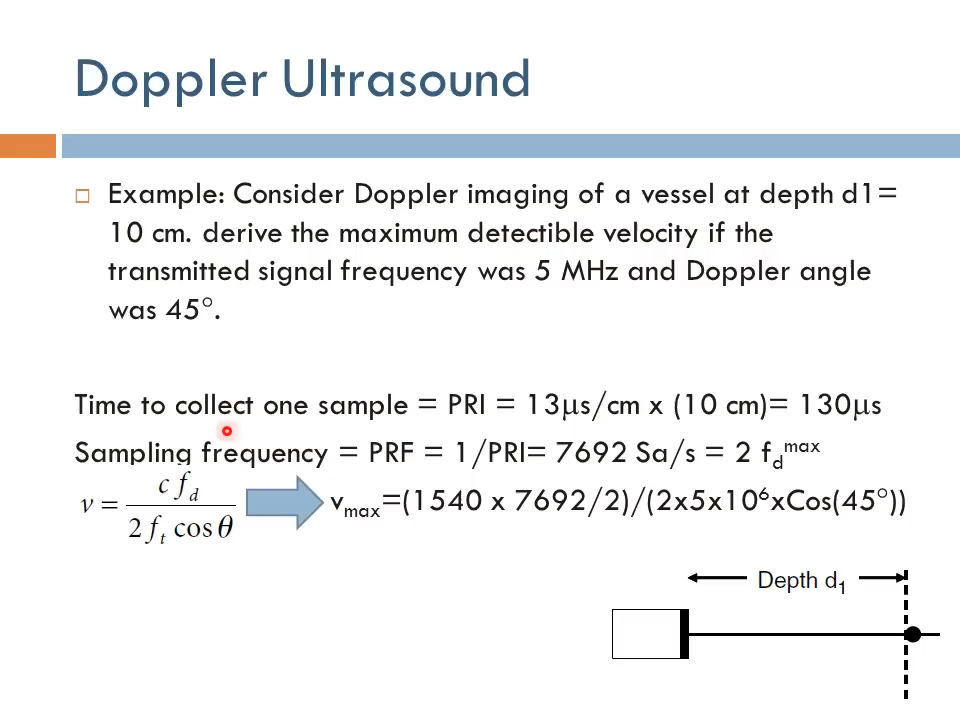 Doppler Ultrasound
Example: Consider Doppler imaging of a vessel at depth d1=
10 cm. derive the maximum detectible velocity if the
transmitted signal frequency was 5 MHz and Doppler angle
was 45°.
Time to collect one sample = PRI = 13μs/cm x (10 cm)= 130μs
Sampling frequency = PRF = 1/PRI= 7692 Sa/s = 2 f_d^max
v = c f_d / 2 f_t cos θ
v_max=(1540 x 7692/2)/(2x5x10⁶xCos(45°))
Depth d₁